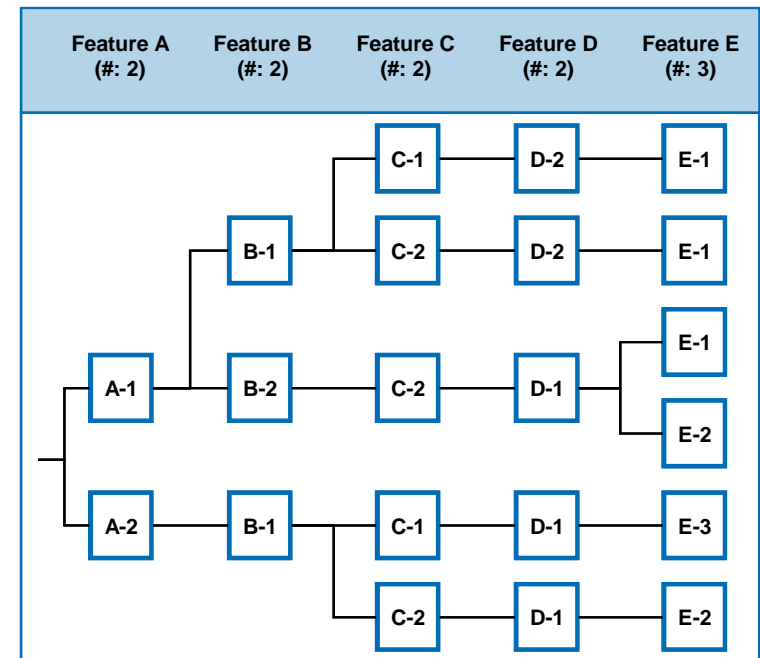 Feature A Feature B Feature C Feature D Feature E
(#: 2) (#: 2) (#: 2) (#: 2) (#: 3)
C-1 D-2 E-1
B-1 C-2 D-2 E-1
E-1
A-1 B-2 C-2 D-1
E-2
A-2 B-1 C-1 D-1 E-3
C-2 D-1 E-2